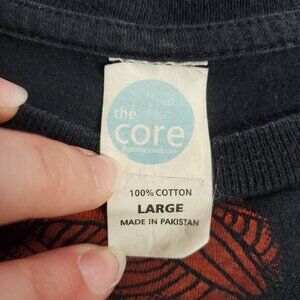 the
core
100% COTTON
LARGE
MADE IN PAKISTAN